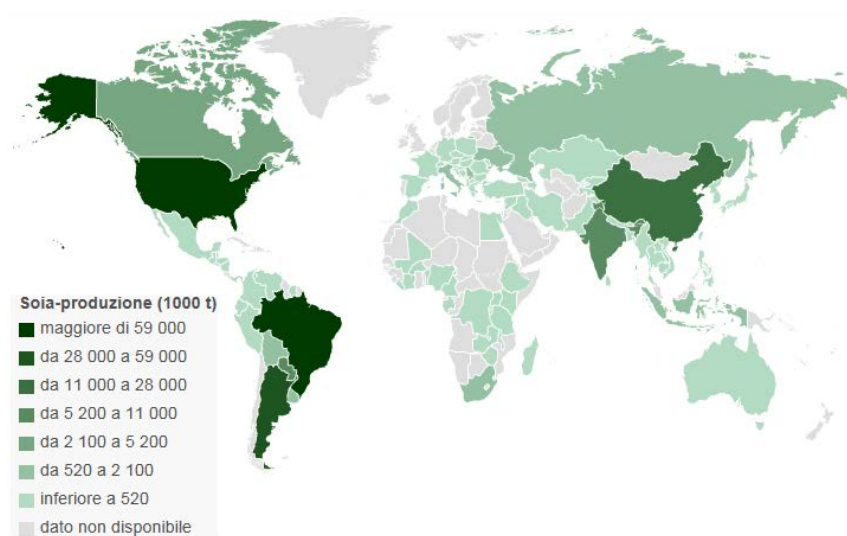 Soia-produzione (1000 t)
maggiore di 59 000
da 28 000 a 59 000
da 11 000 a 28 000
da 5 200 a 11 000
da 2 100 a 5 200
da 520 a 2 100
inferiore a 520
dato non disponibile